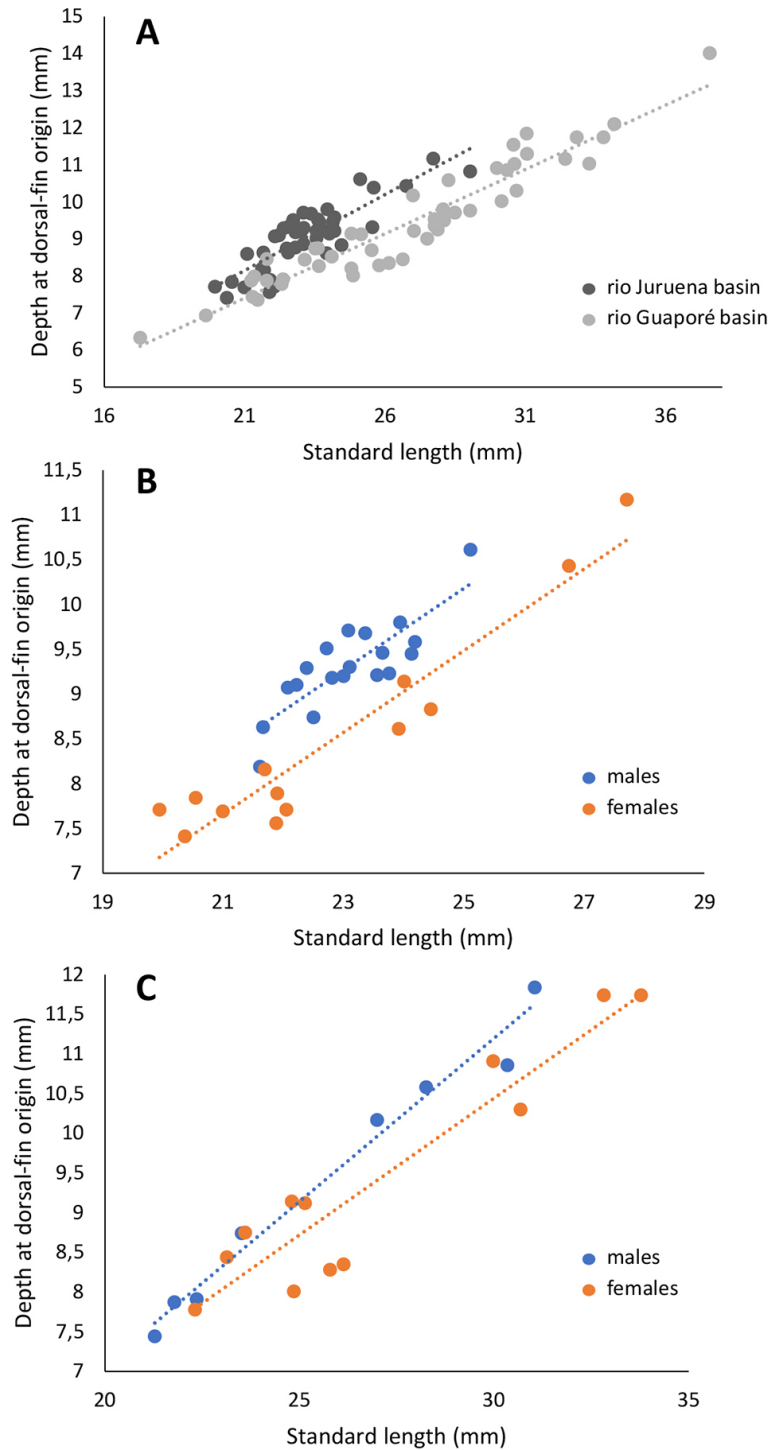 A
Depth at dorsal-fin origin (mm)
15
14
13
12
11
10
9
8
7
6
5
rio Juruena basin
rio Guaporé basin
16 21 26 31 36
Standard length (mm)
B
Depth at dorsal-fin origin (mm)
11,5
11
10,5
10
9,5
9
8,5
8
7,5
7
males
females
19 21 23 25 27 29
Standard length (mm)
C
Depth at dorsal-fin origin (mm)
12
11,5
11
10,5
10
9,5
9
8,5
8
7,5
7
males
females
20 25 30 35
Standard length (mm)